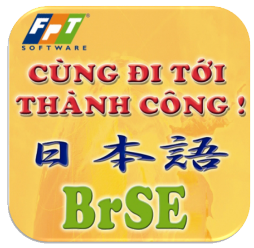 FPT
SOFTWARE
CÙNG ĐI TỚI
THÀNH CÔNG !
日本語
BrSE